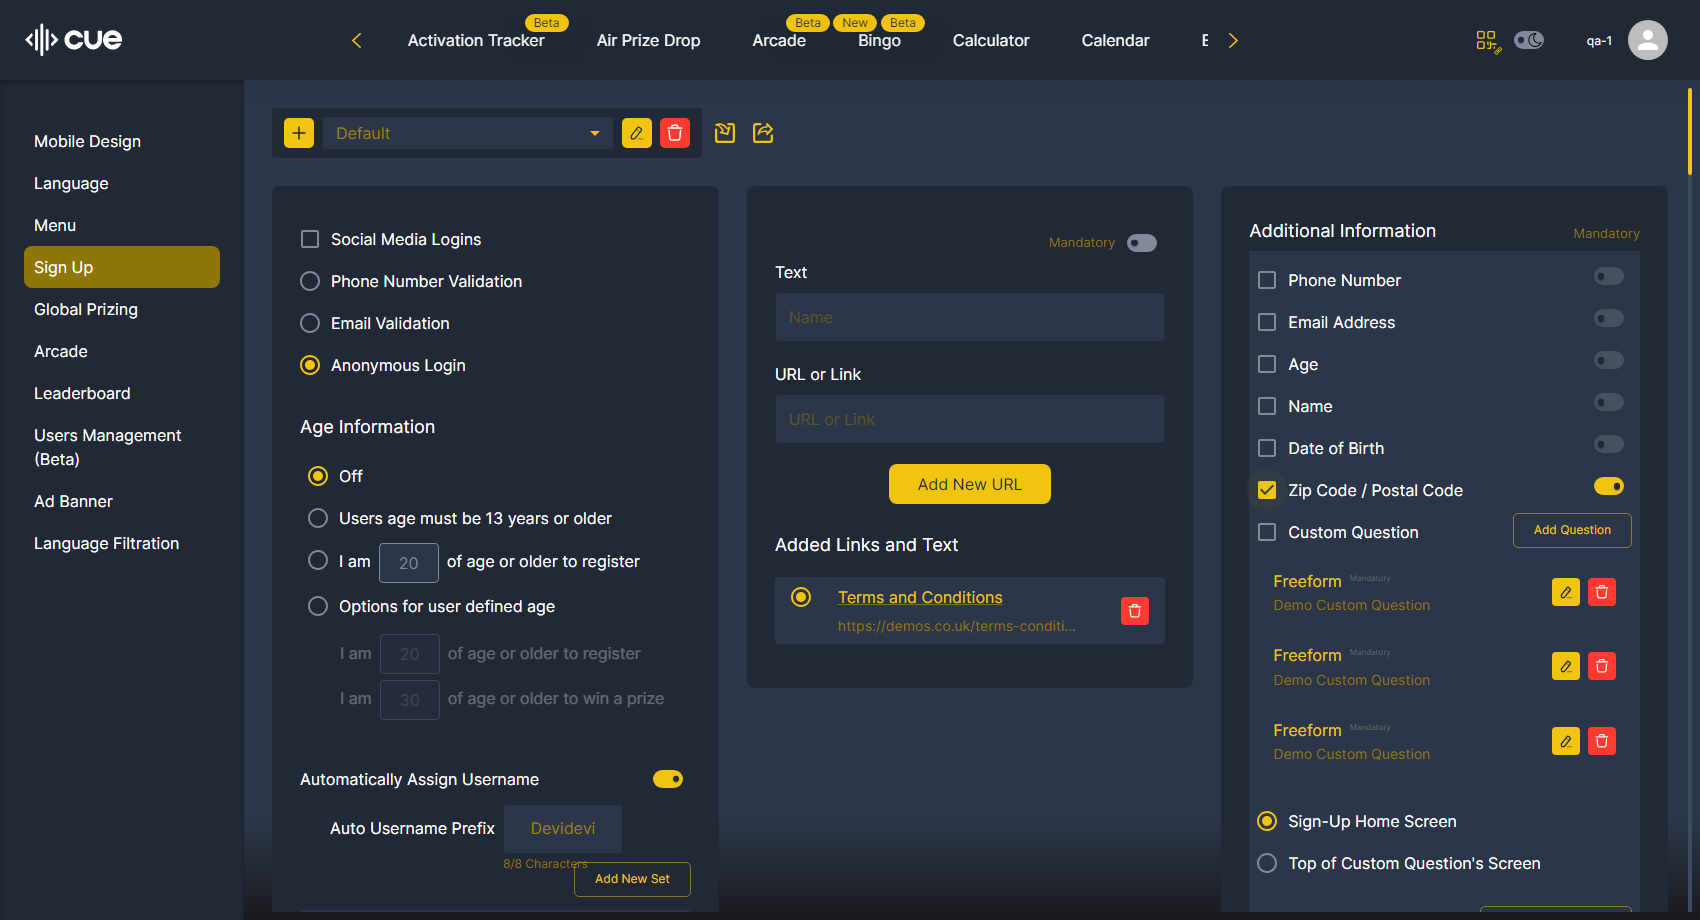 cue
Beta
Beta
New
Beta
Activation Tracker
Air Prize Drop
Arcade
Bingo
Calculator
Calendar
qa-1
Mobile Design
Language
Menu
Sign Up
Global Prizing
Arcade
Leaderboard
Users Management
(Beta)
Ad Banner
Language Filtration
Default
Social Media Logins
Phone Number Validation
Email Validation
Anonymous Login
Age Information
Off
Users age must be 13 years or older
I am 20 of age or older to register
Options for user defined age
I am 20 of age or older to register
I am 30 of age or older to win a prize
Automatically Assign Username
Auto Username Prefix Devidevi
8/8 Characters
Add New Set
Mandatory
Text
Name
URL or Link
URL or Link
Add New URL
Added Links and Text
Terms and Conditions
https://demos.co.uk/terms-conditi...
Additional Information Mandatory
Phone Number
Email Address
Age
Name
Date of Birth
Zip Code / Postal Code
Custom Question Add Question
Freeform Mandatory
Demo Custom Question
Freeform Mandatory
Demo Custom Question
Freeform Mandatory
Demo Custom Question
Sign-Up Home Screen
Top of Custom Question's Screen